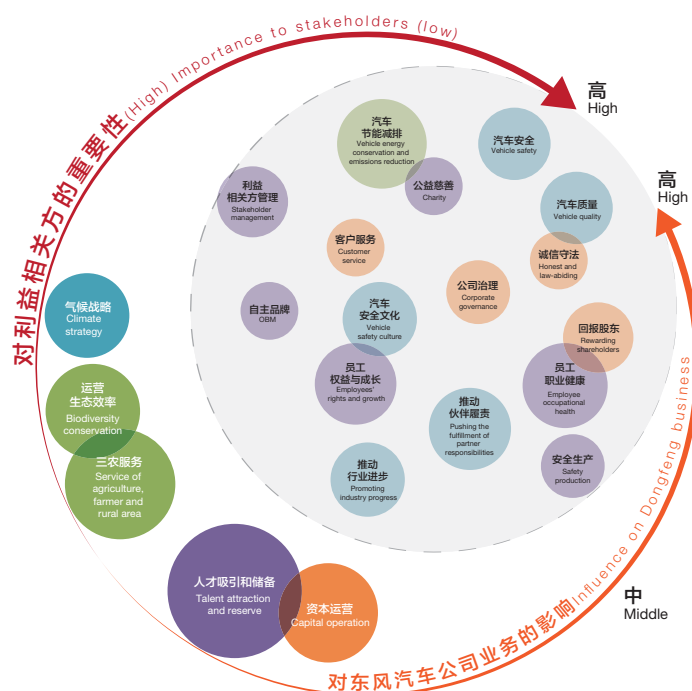 对利益相关方的重要性(High) Importance to stakeholders (low)
高
High
高
High
汽车
节能减排
Vehicle energy
conservation and
emissions reduction
汽车安全
Vehicle safety
利益
相关方管理
Stakeholder
management
公益慈善
Charity
汽车质量
Vehicle quality
客户服务
Customer
service
诚信守法
Honest and
law-abiding
公司治理
Corporate
governance
自主品牌
OBM
汽车
安全文化
Vehicle
safety culture
回报股东
Rewarding
shareholders
气候战略
Climate
strategy
员工
权益与成长
Employees'
rights and growth
员工
职业健康
Employee
occupational
health
运营
生态效率
Biodiversity
conservation
推动
伙伴履责
Pushing the
fulfillment of
partner
responsibilities
三农服务
Service of
agriculture,
farmer and
rural area
推动
行业进步
Promoting
industry progress
安全生产
Safety
production
人才吸引和储备
Talent attraction
and reserve
资本运营
Capital operation
中
Middle
对东风汽车公司业务的影响Influence on Dongfeng business